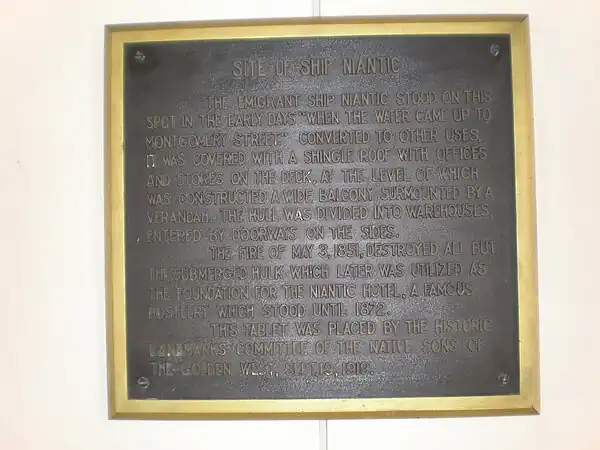 SITE OF SHIP NIANTIC
THE EMIGRANT SHIP NIANTIC STOOD ON THIS
SPOT IN THE EARLY DAYS "WHEN THE WATER CAME UP TO
MONTGOMERY STREET." CONVERTED TO OTHER USES,
IT WAS COVERED WITH A SHINGLE ROOF WITH OFFICES
AND STORES ON THE DECK, AT THE LEVEL OF WHICH
WAS CONSTRUCTED A WIDE BALCONY SURMOUNTED BY A
VERANDAH. THE HULL WAS DIVIDED INTO WAREHOUSES,
ENTERED BY DOORWAYS ON THE SIDES.
THE FIRE OF MAY 3, 1851, DESTROYED ALL BUT
THE SUBMERGED HULK WHICH LATER WAS UTILIZED AS
THE FOUNDATION FOR THE NIANTIC HOTEL, A FAMOUS
HOSTELRY WHICH STOOD UNTIL 1872.
THIS TABLET WAS PLACED BY THE HISTORIC
LANDMARKS COMMITTEE OF THE NATIVE SONS OF
THE GOLDEN WEST, SEPT. 19, 1919.